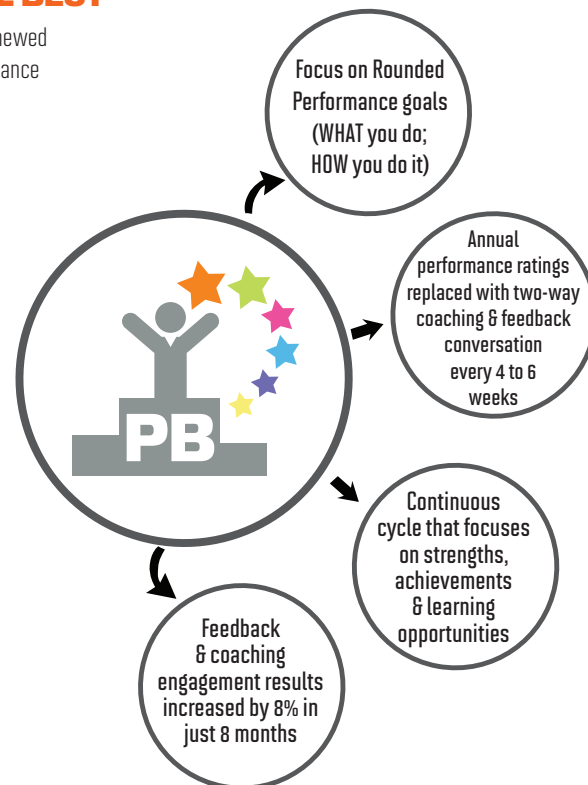 BEST
Focus on Rounded
Performance goals
(WHAT you do;
HOW you do it)
Annual
performance ratings
replaced with two-way
coaching & feedback
conversation
every 4 to 6
weeks
PB
Continuous
cycle that focuses
on strengths,
achievements
& learning
opportunities
Feedback
& coaching
engagement results
increased by 8% in
just 8 months